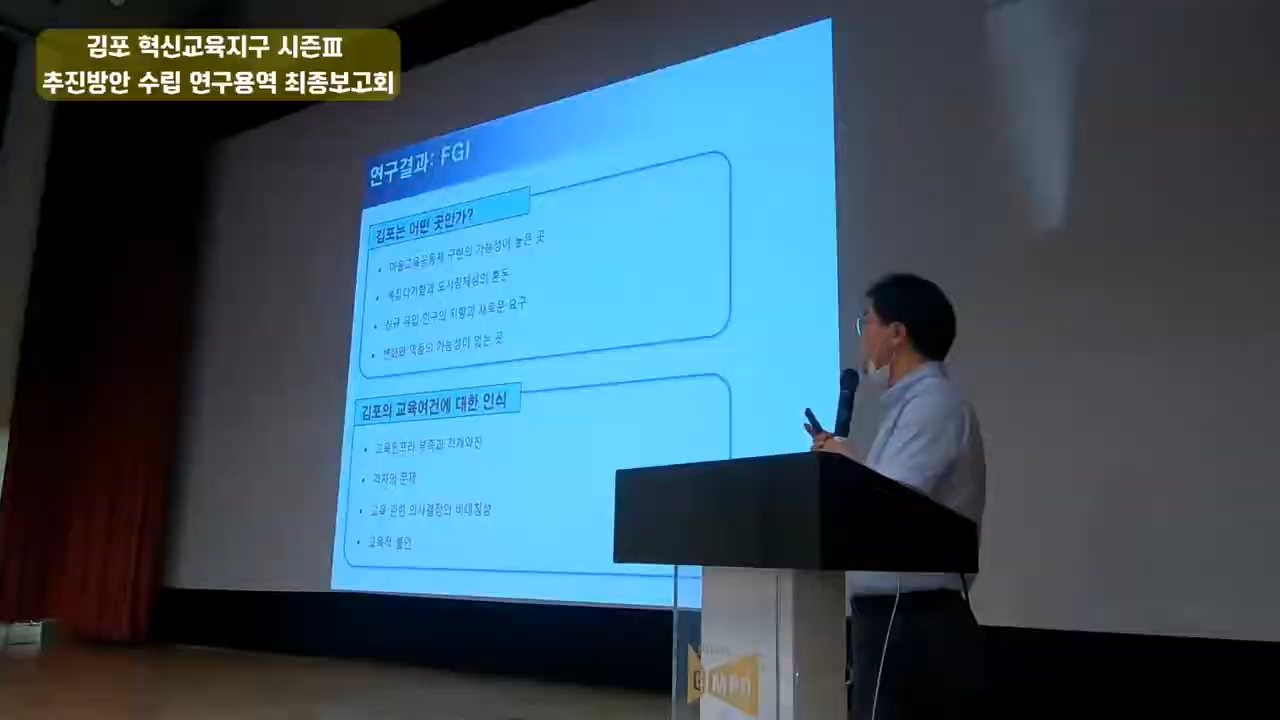 김포 혁신교육지구 시즌Ⅲ
추진방안 수립 연구용역 최종보고회
연구결과: FGI
김포는 어떤 곳인가?
• 마을교육공동체 구현의 가능성이 높은 곳
• 복잡다기함과 도시정체성의 혼돈
• 신규 유입 인구의 지향과 새로운 요구
• 변화와 역동의 가능성이 있는 곳
김포의 교육여건에 대한 인식
• 교육인프라 부족과 각개약진
• 격차의 문제
• 교육 관련 의사결정의 비대칭성
• 교육적 불안
GIMPO